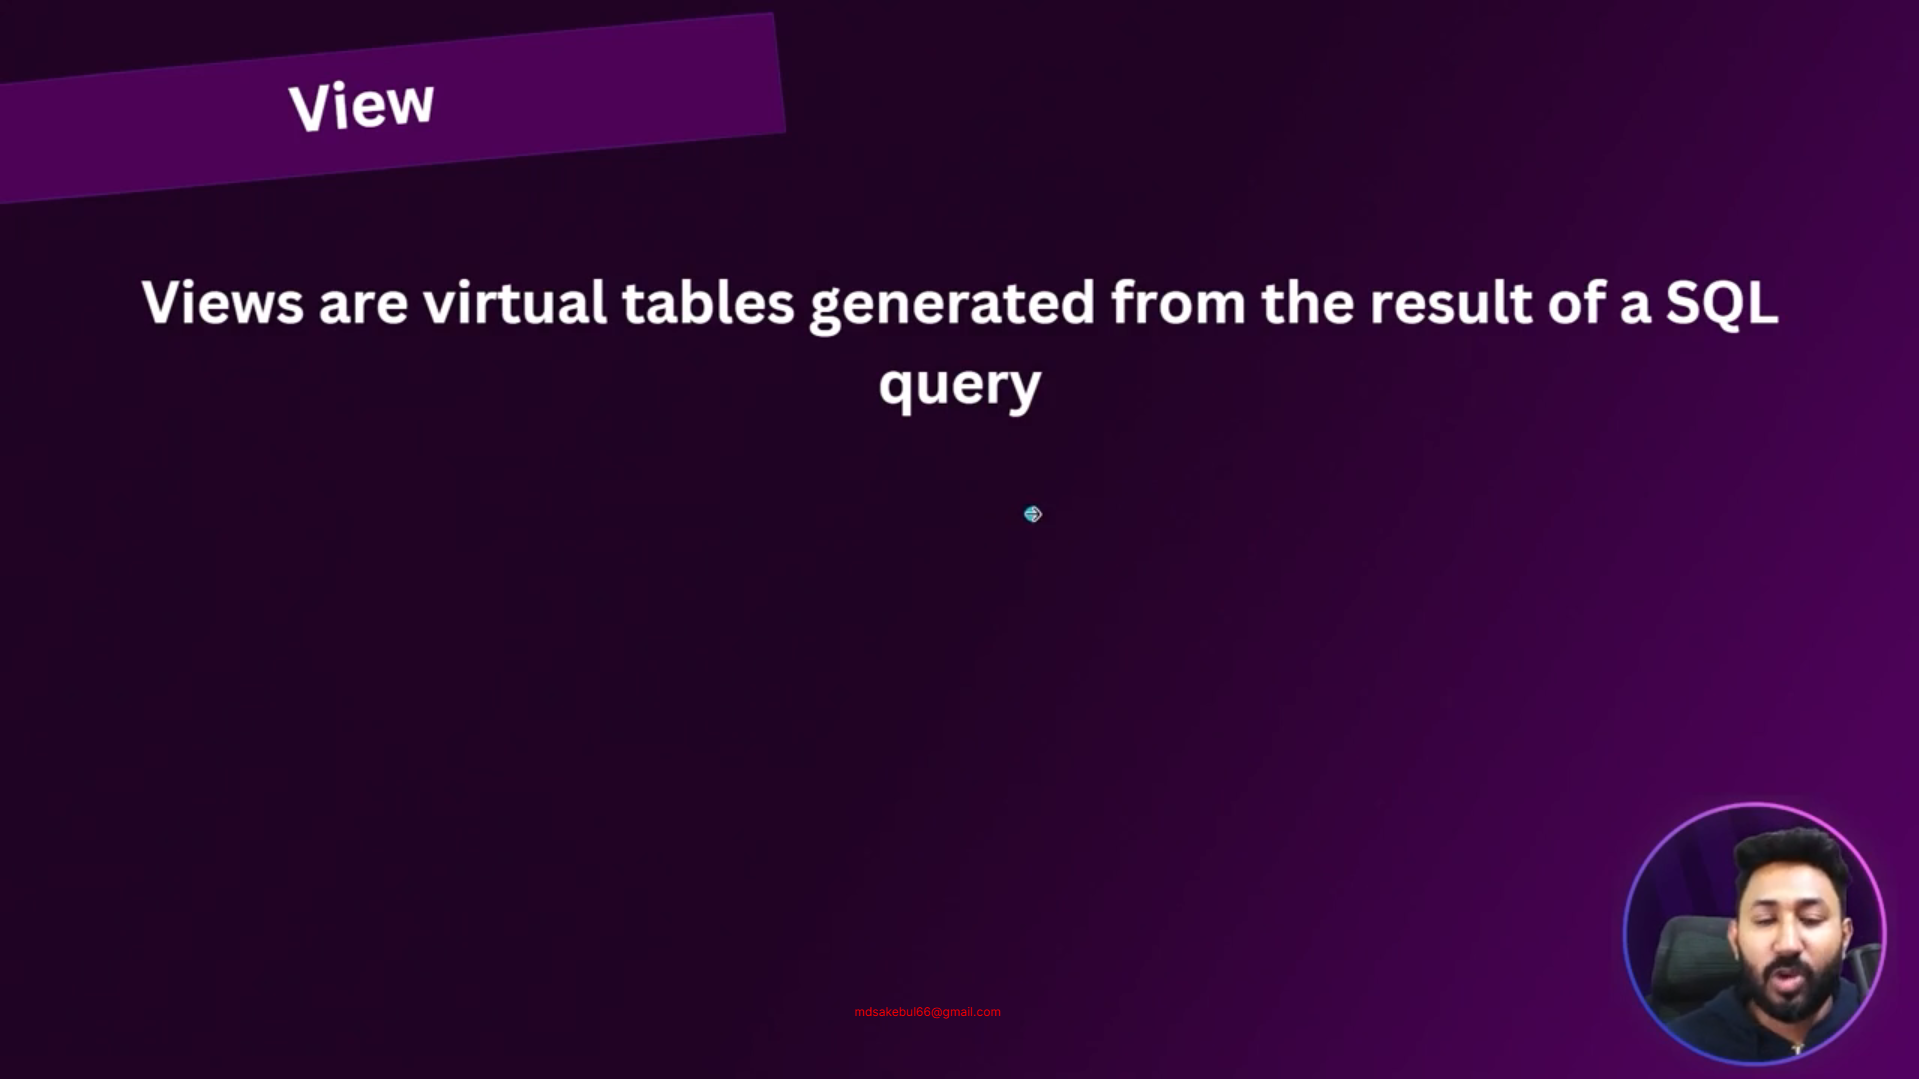 View
Views are virtual tables generated from the result of a SQL
query
mdsakebul66@gmail.com